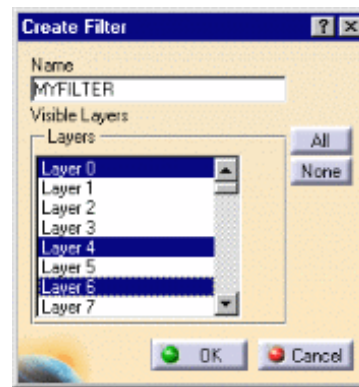 Create Filter
Name
MYFILTER
Visible Layers
Layers
All
None
Layer 0
Layer 1
Layer 2
Layer 3
Layer 4
Layer 5
Layer 6
Layer 7
OK
Cancel